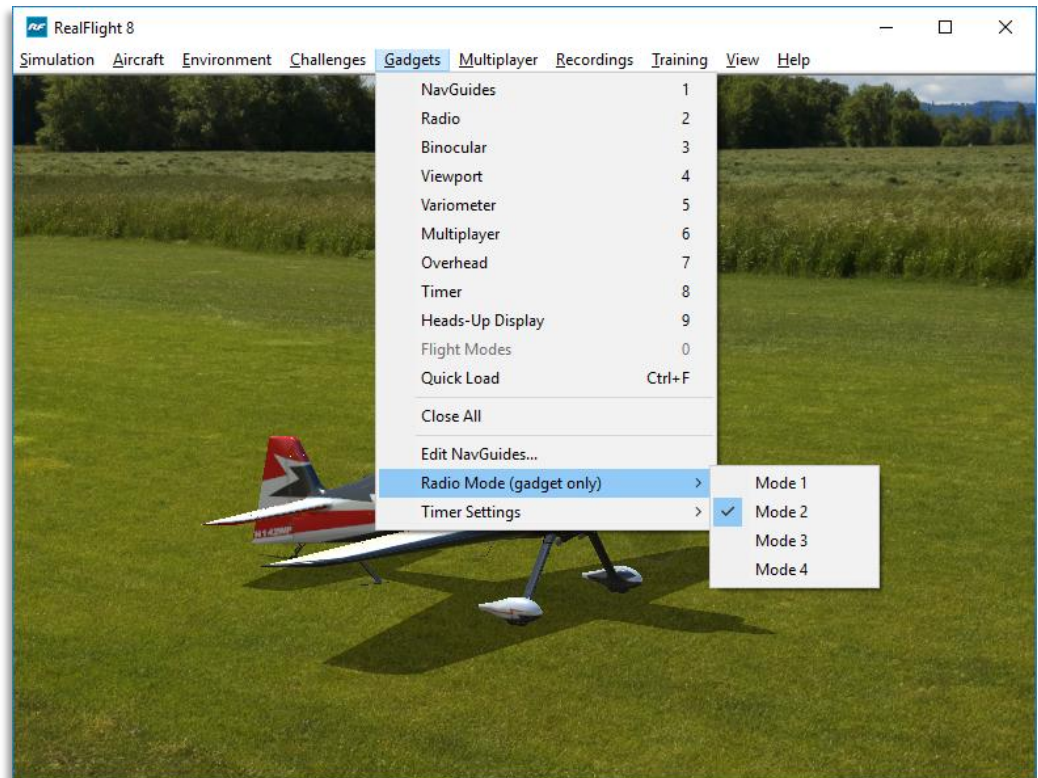 RF RealFlight 8
Simulation Aircraft Environment Challenges Gadgets Multiplayer Recordings Training View Help
NavGuides 1
Radio 2
Binocular 3
Viewport 4
Variometer 5
Multiplayer 6
Overhead 7
Timer 8
Heads-Up Display 9
Flight Modes 0
Quick Load Ctrl+F
Close All
Edit NavGuides...
Radio Mode (gadget only) >
Timer Settings >
Mode 1
Mode 2
Mode 3
Mode 4